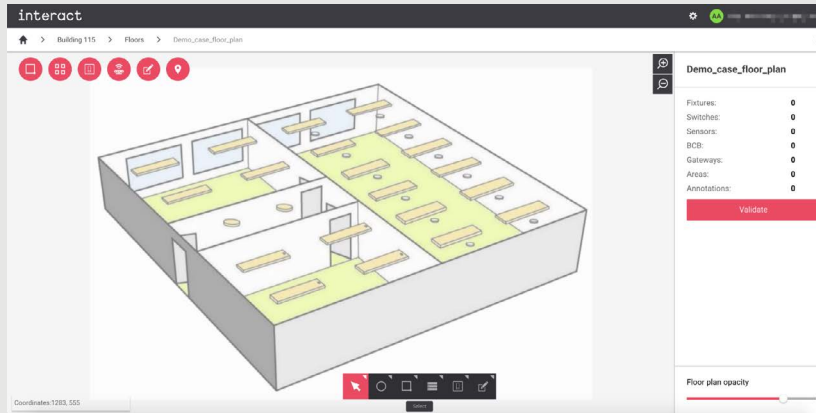 interact
AA
Building 115 > Floors > Demo_case_floor_plan
Demo_case_floor_plan
Fixtures: 0
Switches: 0
Sensors: 0
BCB: 0
Gateways: 0
Areas: 0
Annotations: 0
Validate
Floor plan opacity
Coordinates:1283, 555
Select